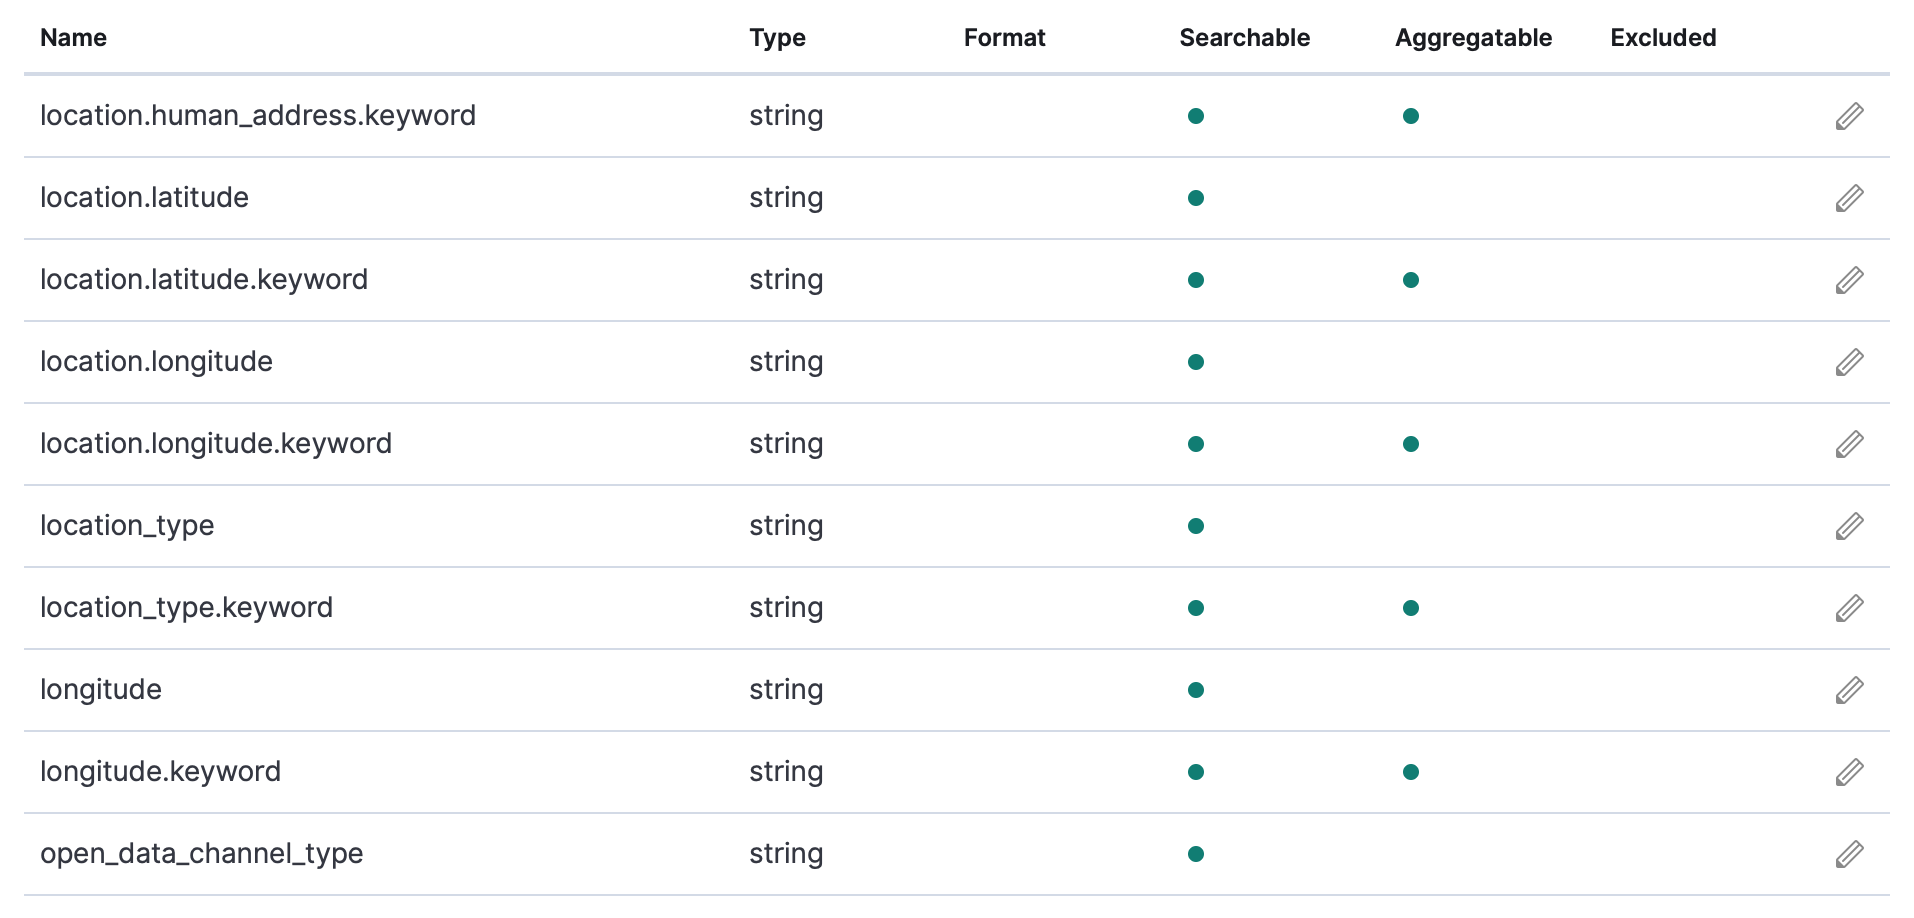 Name Type Format Searchable Aggregatable Excluded
location.human_address.keyword string
location.latitude string
location.latitude.keyword string
location.longitude string
location.longitude.keyword string
location_type string
location_type.keyword string
longitude string
longitude.keyword string
open_data_channel_type string